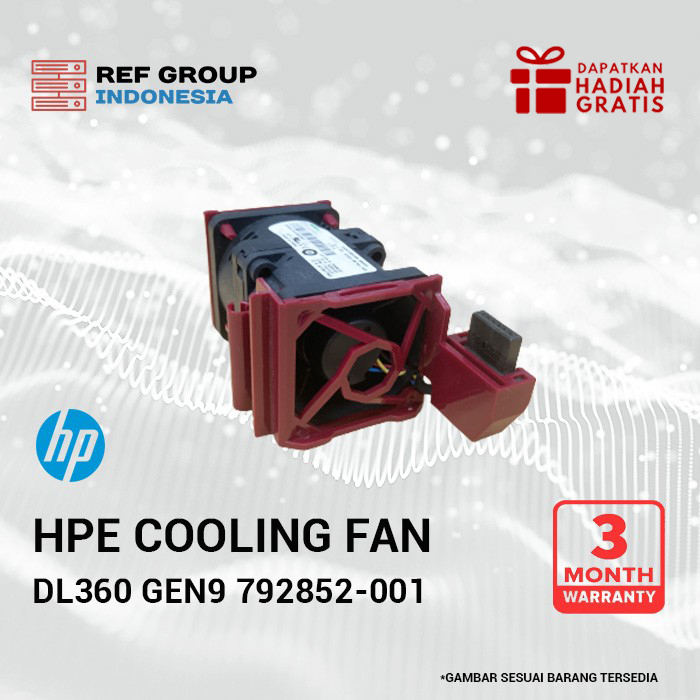 REF GROUP
INDONESIA
DAPATKAN
HADIAH
GRATIS
hp
HPE COOLING FAN
DL360 GEN9 792852-001
3
MONTH
WARRANTY
*GAMBAR SESUAI BARANG TERSEDIA